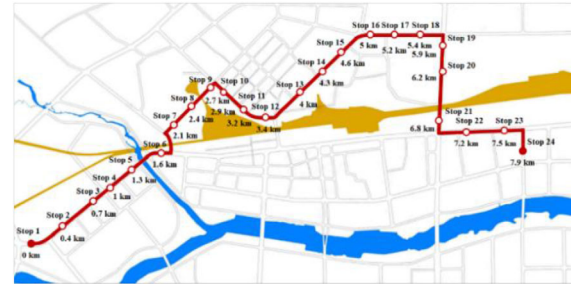 Stop 1
0 km
Stop 2
0.4 km
Stop 3
0.7 km
Stop 4
1 km
Stop 5
1.3 km
Stop 6
1.6 km
Stop 7
2.1 km
Stop 8
2.4 km
Stop 9
2.7 km
Stop 10
2.9 km
Stop 11
3.2 km
Stop 12
3.4 km
Stop 13
4 km
Stop 14
4.3 km
Stop 15
4.6 km
Stop 16
5 km
Stop 17
5.2 km
Stop 18
5.4 km
Stop 19
5.9 km
Stop 20
6.2 km
Stop 21
6.8 km
Stop 22
7.2 km
Stop 23
7.5 km
Stop 24
7.9 km